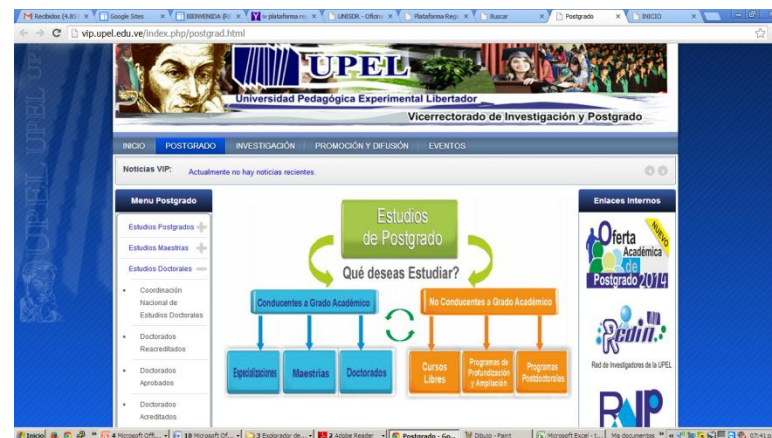 Recibidos (4.85
Google Sites
BIENVENIDA (R
UNISDR - Oficin
Plataforma Regi
Buscar
Postgrado
INICIO
vip.upel.edu.ve/index.php/postgrad.html
UPEL
Universidad Pedagógica Experimental Libertador
Vicerrectorado de Investigación y Postgrado
INICIO
POSTGRADO
INVESTIGACIÓN
PROMOCIÓN Y DIFUSIÓN
EVENTOS
Noticias VIP:
Actualmente no hay noticias recientes.
Menu Postgrado
Estudios Postgrados
Estudios Maestrias
Estudios Doctorales
Coordinación
Nacional de
Estudios Doctorales
Doctorados
Reacreditados
Doctorados
Aprobados
Doctorados
Acreditados
Estudios
de Postgrado
Qué deseas Estudiar?
Conducentes a Grado Académico
No Conducentes a Grado Académico
Especializaciones
Maestrias
Doctorados
Cursos
Libres
Programas de
Profundización
y Ampliación
Programas
Postdoctorales
Enlaces Internos
NUEVO
Oferta
Académica
de
Postgrado 2014
Redin
Red de Investigadores de la UPEL
Inicio
4 Microsoft Offi...
10 Microsoft Of...
3 Explorador de...
2 Adobe Reader
Postgrado - Go...
Dibujo - Paint
Microsoft Excel - t...
Mis documentos
07:41 p